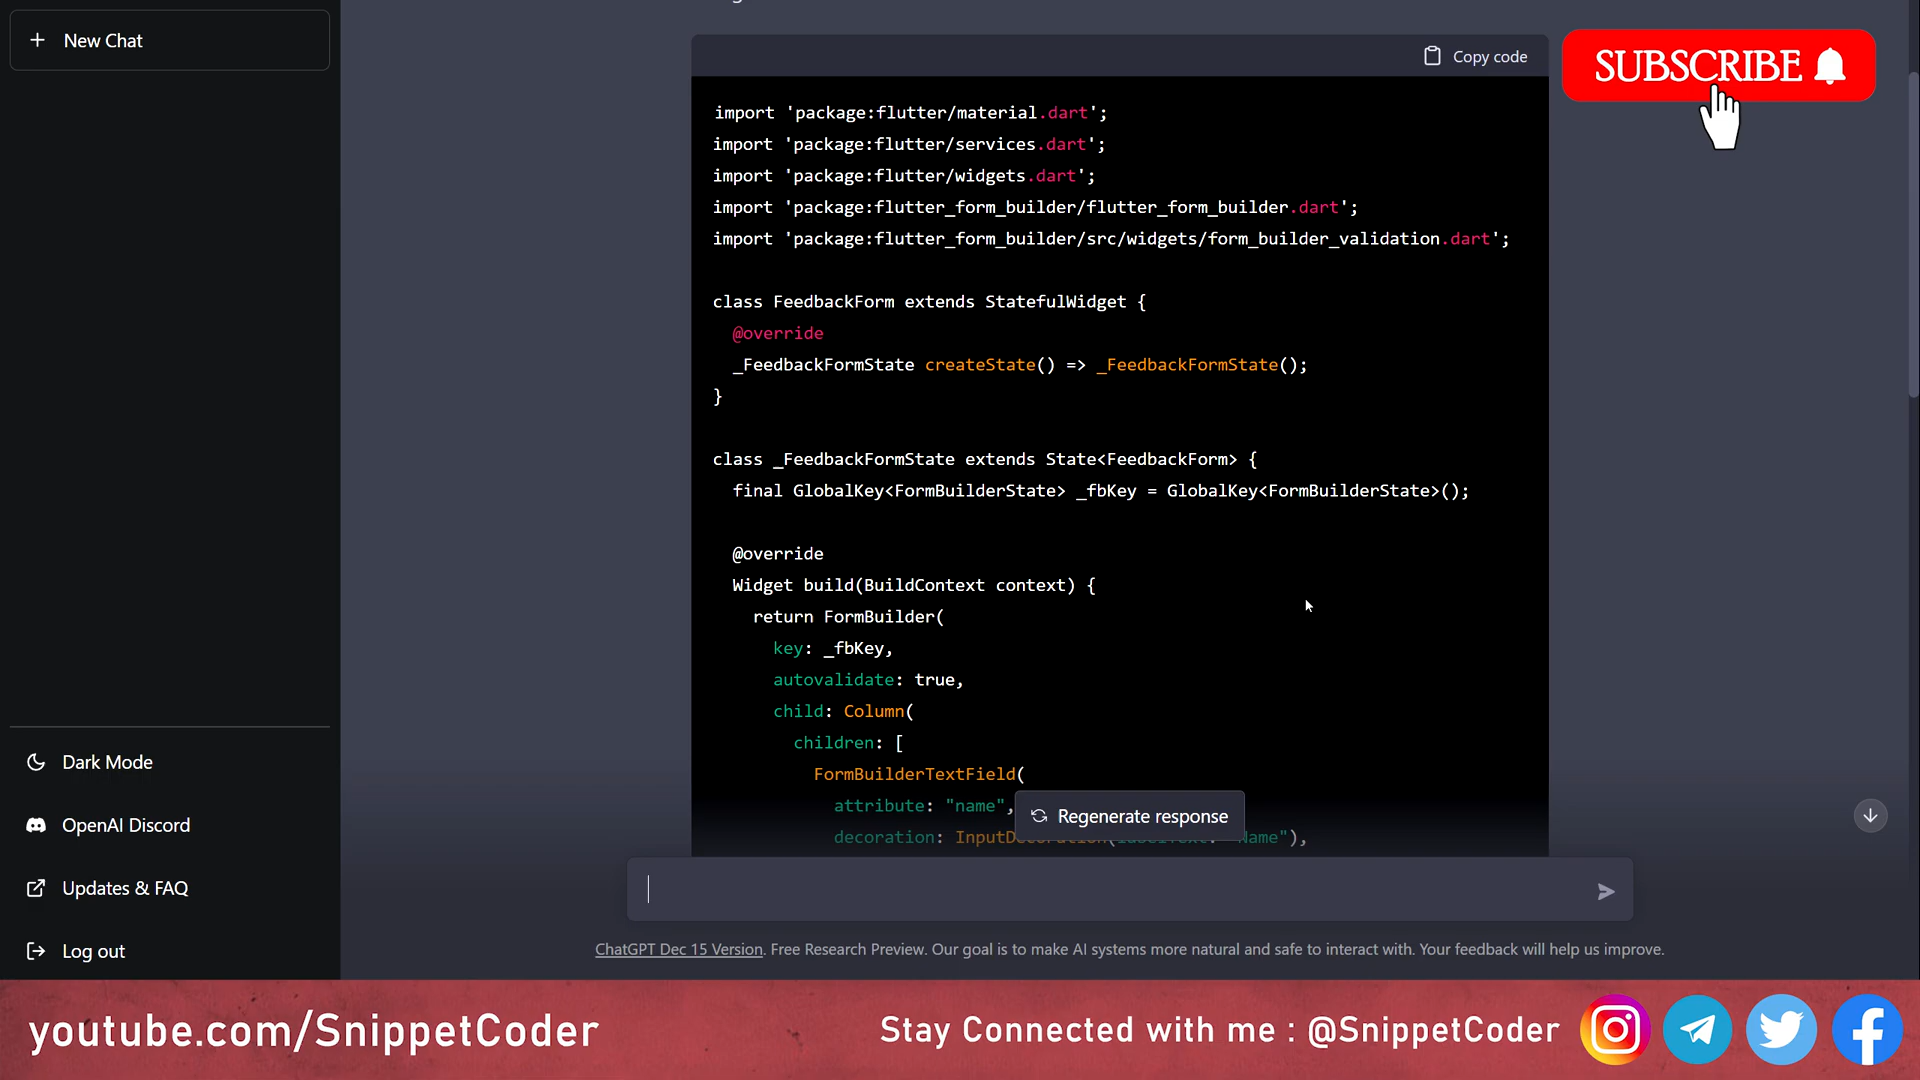 New Chat
Copy code
SUBSCRIBE
import 'package:flutter/material.dart';
import 'package:flutter/services.dart';
import 'package:flutter/widgets.dart';
import 'package:flutter_form_builder/flutter_form_builder.dart';
import 'package:flutter_form_builder/src/widgets/form_builder_validation.dart';
class FeedbackForm extends StatefulWidget {
@override
_FeedbackFormState createState() => _FeedbackFormState();
}
class _FeedbackFormState extends State<FeedbackForm> {
final GlobalKey<FormBuilderState> _fbKey = GlobalKey<FormBuilderState>();
@override
Widget build(BuildContext context) {
return FormBuilder(
key: _fbKey,
autovalidate: true,
child: Column(
children: [
FormBuilderTextField(
attribute: "name",
decoration: InputDecoration(labelText: "Name"),
Regenerate response
Dark Mode
OpenAI Discord
Updates & FAQ
Log out
ChatGPT Dec 15 Version. Free Research Preview. Our goal is to make AI systems more natural and safe to interact with. Your feedback will help us improve.
youtube.com/SnippetCoder
Stay Connected with me : @SnippetCoder